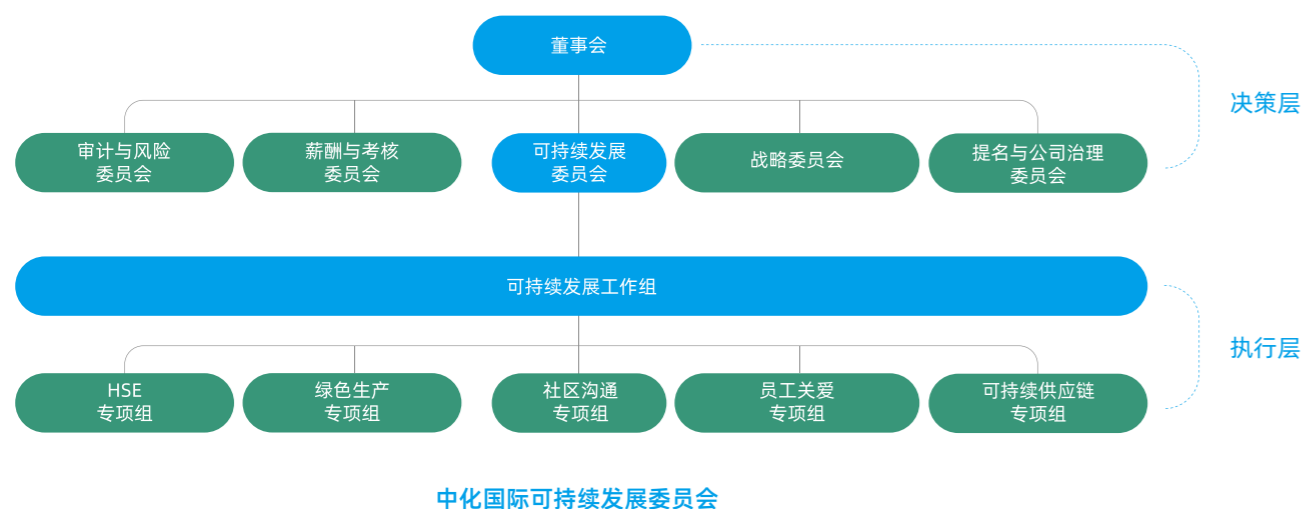 董事会
决策层
审计与风险
委员会
薪酬与考核
委员会
可持续发展
委员会
战略委员会
提名与公司治理
委员会
可持续发展工作组
执行层
HSE
专项组
绿色生产
专项组
社区沟通
专项组
员工关爱
专项组
可持续供应链
专项组
中化国际可持续发展委员会